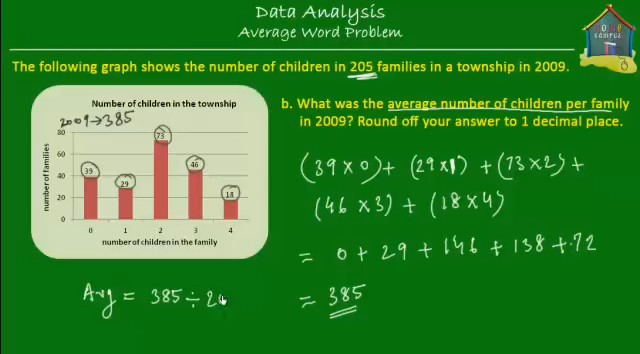 Data Analysis
Average Word Problem
HOME CAMPUS
The following graph shows the number of children in 205 families in a township in 2009.
Number of children in the township
2009→385
number of families
80
60
40
20
0
39
29
73
46
18
0 1 2 3 4
number of children in the family
b. What was the average number of children per family
in 2009? Round off your answer to 1 decimal place.
(39 x 0) + (29 x 1) + (73 x 2) +
(46 x 3) + (18 x 4)
= 0 + 29 + 146 + 138 + 72
= 385
Avg = 385 ÷ 20